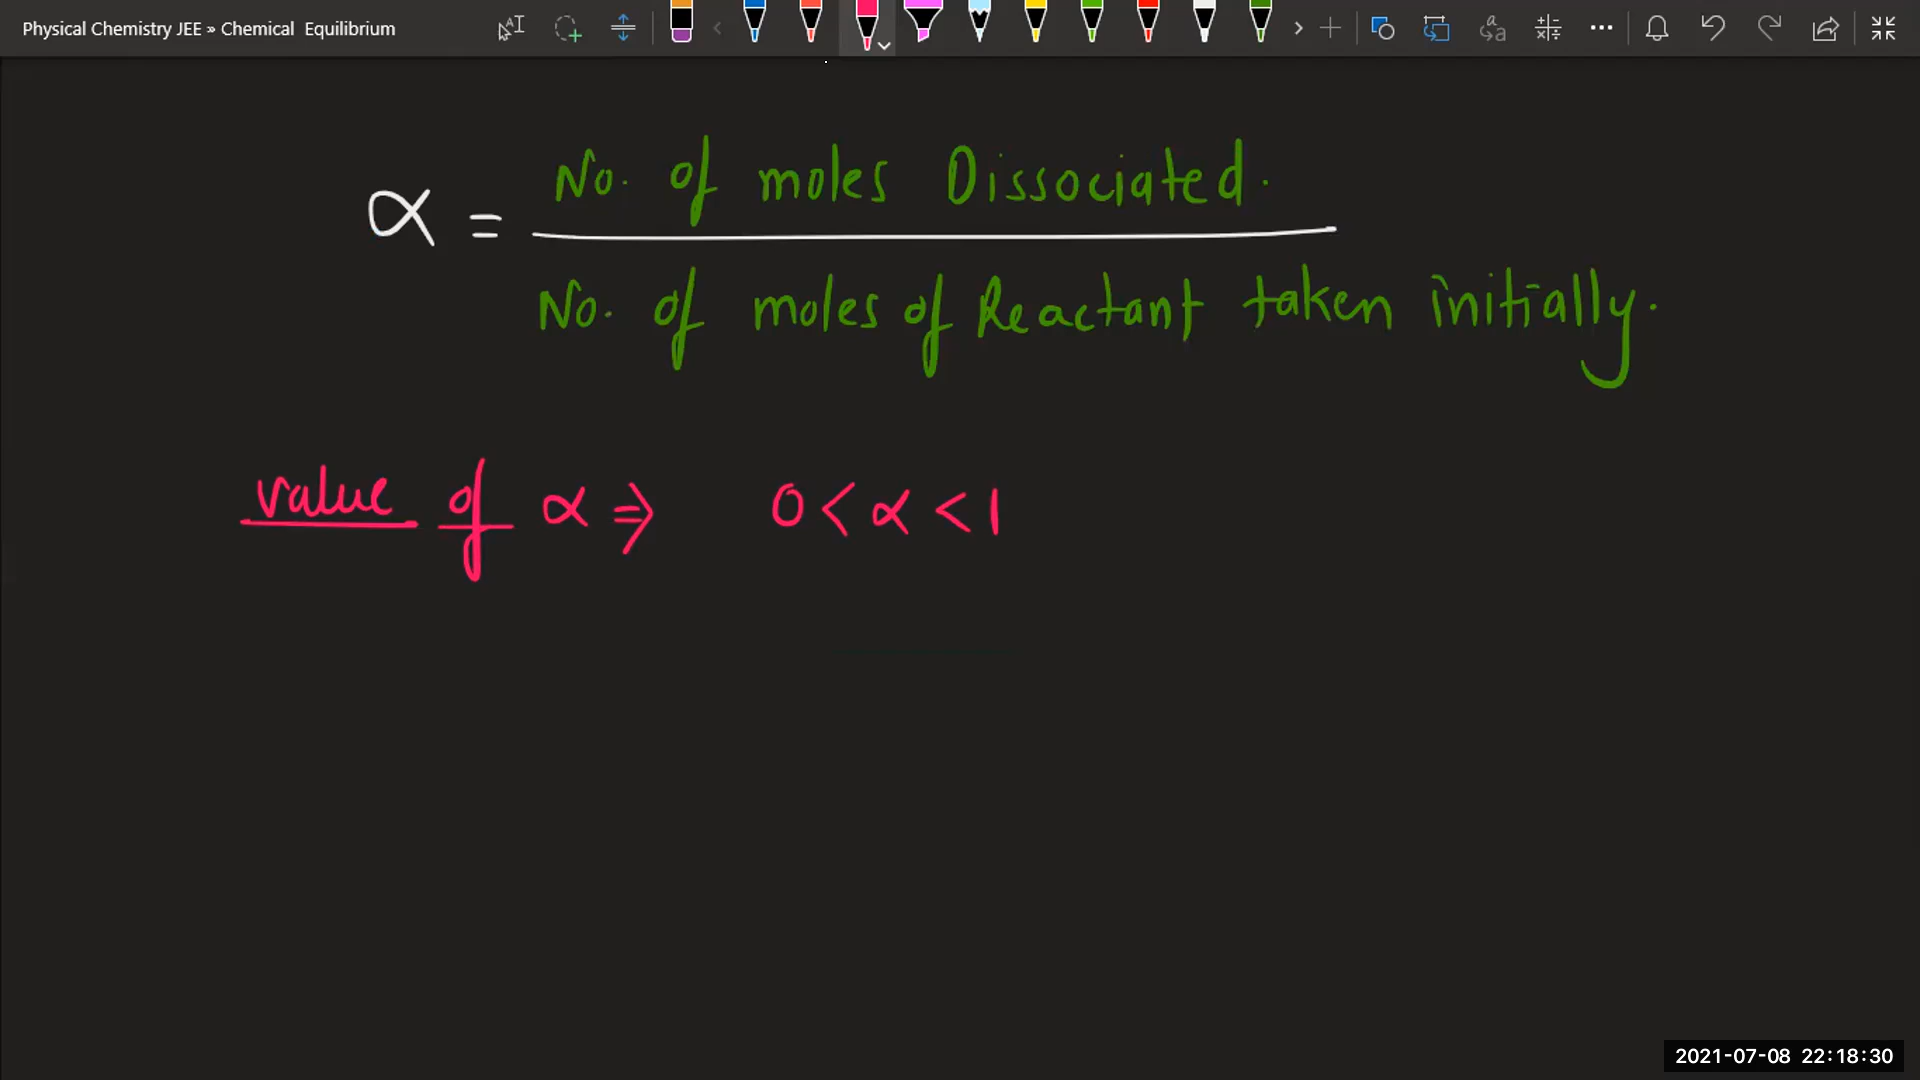 Physical Chemistry JEE » Chemical Equilibrium
α = No. of moles Dissociated.
No. of moles of Reactant taken initially.
value of α ⇒ 0 < α < 1
2021-07-08 22:18:30